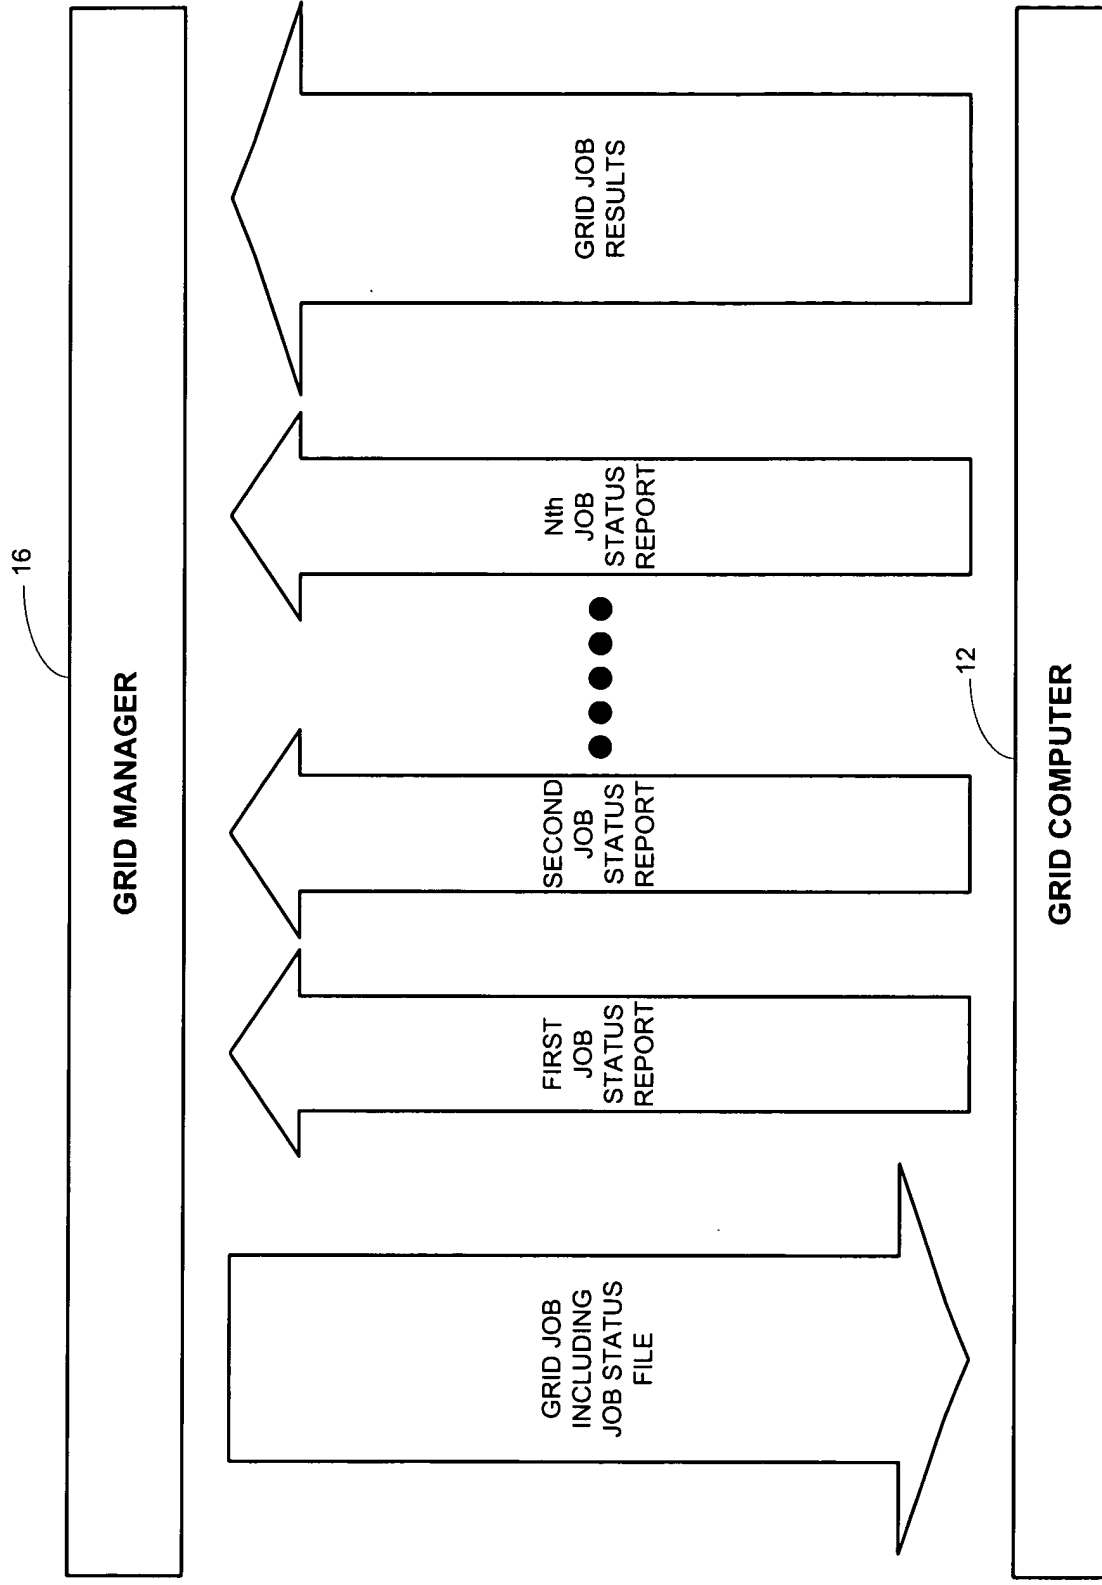 16
GRID MANAGER
GRID JOB
INCLUDING
JOB STATUS
FILE
FIRST
JOB
STATUS
REPORT
SECOND
JOB
STATUS
REPORT
Nth
JOB
STATUS
REPORT
GRID JOB
RESULTS
12
GRID COMPUTER